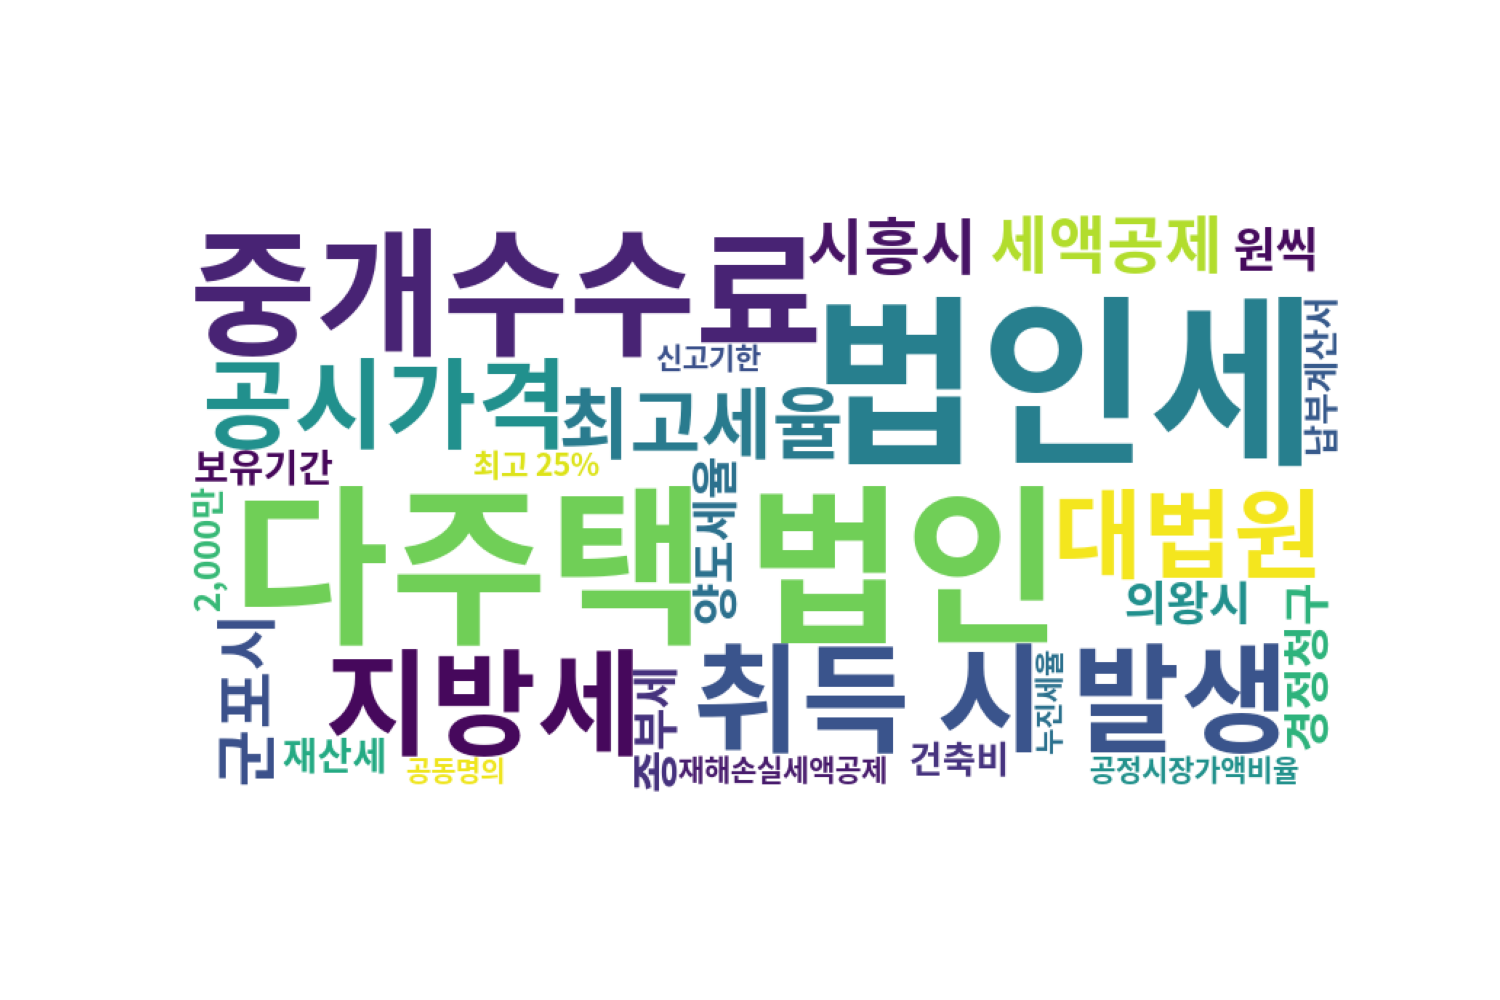 중개수수료
시흥시
세액공제
원씩
법인세
납부계산서
신고기한
공시가격
최고세율
보유기간
최고 25%
2,000만
다주택 법인
양도세율
대법원
의왕시
경정청구
군포시
지방세
종부세
취득 시
누진세율
발생
재산세
공동명의
재해손실세액공제
건축비
공정시장가액비율